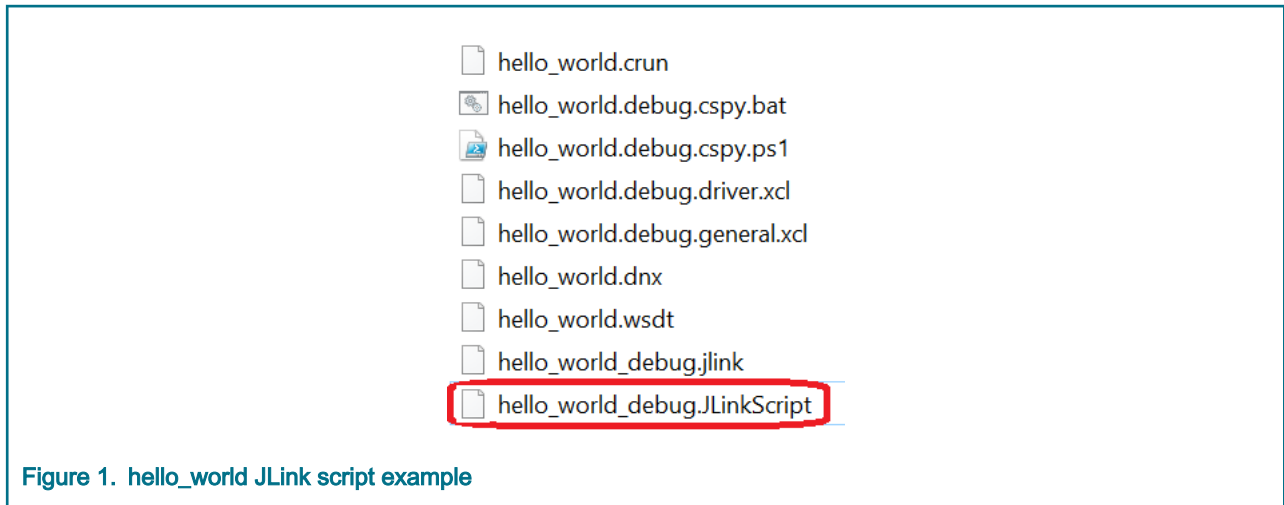 hello_world.crun
hello_world.debug.cspy.bat
hello_world.debug.cspy.ps1
hello_world.debug.driver.xcl
hello_world.debug.general.xcl
hello_world.dnx
hello_world.wsdt
hello_world_debug.jlink
hello_world_debug.JLinkScript
Figure 1. hello_world JLink script example